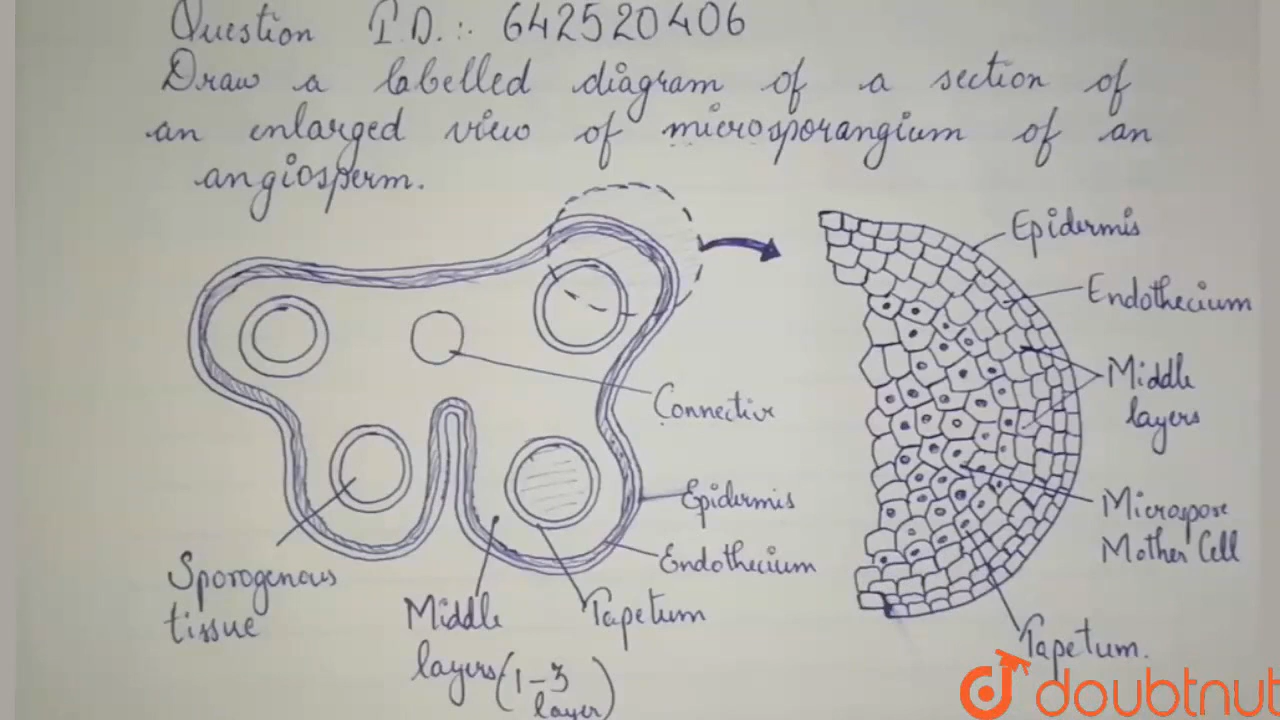 Question I.D.:. 642520406
Draw a labelled diagram of a section of
an enlarged view of microsporangium of an
angiosperm.
Connective
Epidermis
Endothecium
Tapetum
Middle
layers (1-3
layer)
Sporogenous
tissue
Epidermis
Endothecium
Middle
layers
Microspore
Mother Cell
Tapetum.
doubtnut